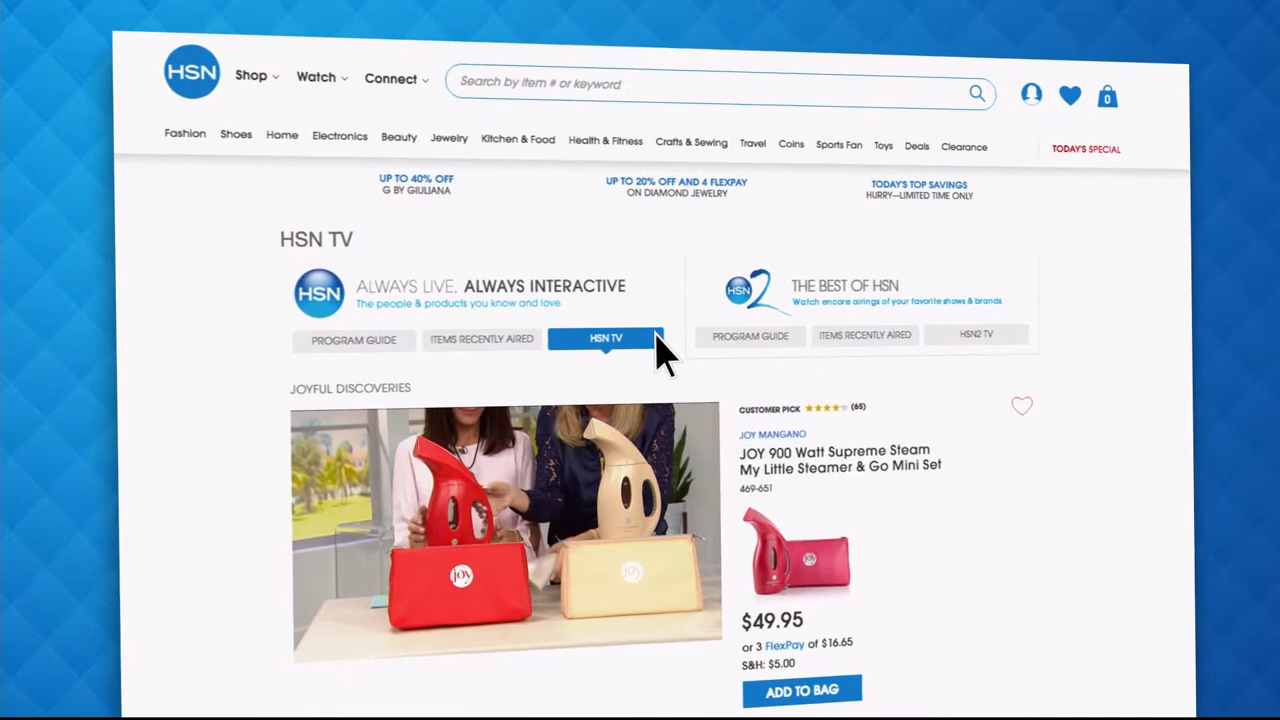 HSN
Shop
Watch
Connect
Search by item # or keyword
0
Fashion
Shoes
Home
Electronics
Beauty
Jewelry
Kitchen & Food
Health & Fitness
Crafts & Sewing
Travel
Coins
Sports Fan
Toys
Deals
Clearance
TODAY'S SPECIAL
UP TO 40% OFF
G BY GIULIANA
UP TO 20% OFF AND 4 FLEXPAY
ON DIAMOND JEWELRY
TODAY'S TOP SAVINGS
HURRY—LIMITED TIME ONLY
HSN TV
HSN
ALWAYS LIVE, ALWAYS INTERACTIVE
The people & products you know and love.
PROGRAM GUIDE
ITEMS RECENTLY AIRED
HSN TV
HSN2
THE BEST OF HSN
Watch encore airings of your favorite shows & brands.
PROGRAM GUIDE
ITEMS RECENTLY AIRED
HSN2 TV
JOYFUL DISCOVERIES
joy
joy
CUSTOMER PICK
(65)
JOY MANGANO
JOY 900 Watt Supreme Steam
My Little Steamer & Go Mini Set
469-651
$49.95
or 3 FlexPay of $16.65
S&H: $5.00
ADD TO BAG